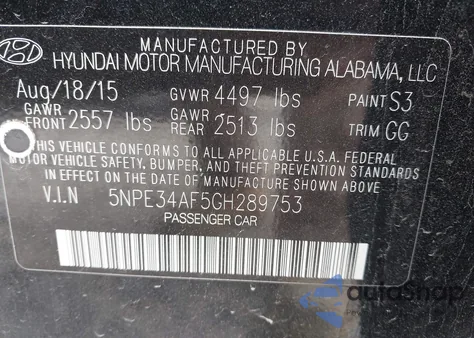 MANUFACTURED BY
HYUNDAI MOTOR MANUFACTURING ALABAMA, LLC
Aug/18/15 GVWR 4497 lbs PAINT S3
GAWR FRONT 2557 lbs GAWR REAR 2513 lbs TRIM GG
THIS VEHICLE CONFORMS TO ALL APPLICABLE U.S.A. FEDERAL
MOTOR VEHICLE SAFETY, BUMPER, AND THEFT PREVENTION STANDARDS
IN EFFECT ON THE DATE OF MANUFACTURE SHOWN ABOVE.
V.I.N 5NPE34AF5GH289753
PASSENGER CAR
autoSnap